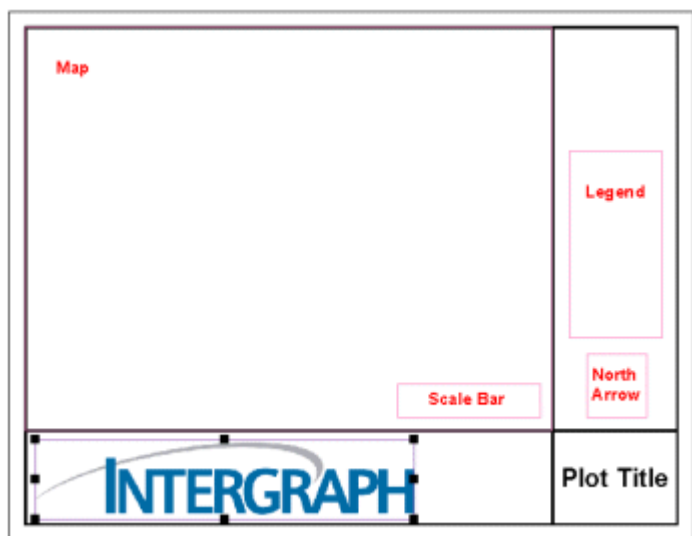 Map
Legend
North
Arrow
Scale Bar
INTERGRAPH
Plot Title